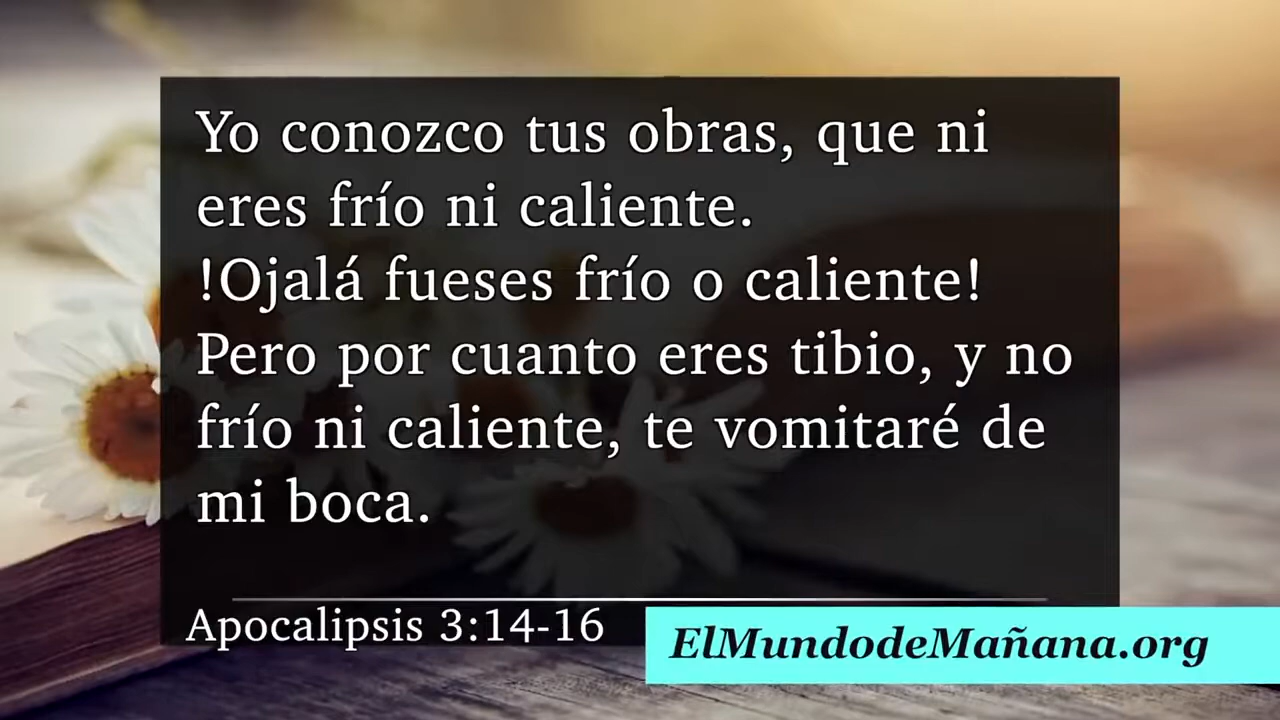 Yo conozco tus obras, que ni
eres frío ni caliente.
!Ojalá fueses frío o caliente!
Pero por cuanto eres tibio, y no
frío ni caliente, te vomitaré de
mi boca.
Apocalipsis 3:14-16
ElMundodeMañana.org